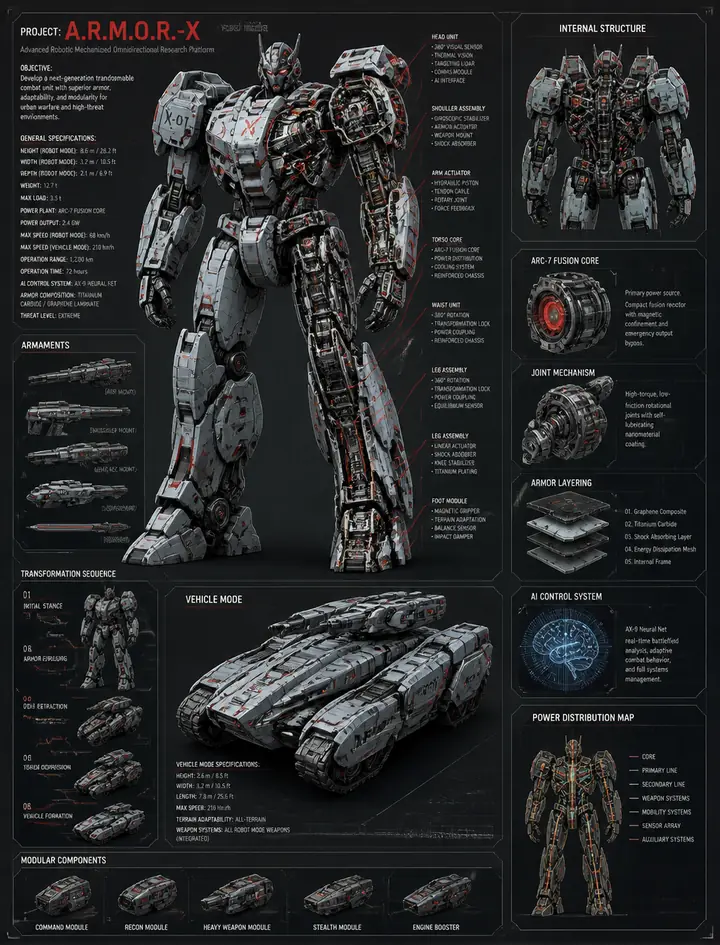 PROJECT: A.R.M.O.R.-X
Advanced Robotic Mechanized Omnidirectional Research Platform
OBJECTIVE:
Develop a next-generation transformable
combat unit with superior armor,
adaptability, and modularity for
urban warfare and high-threat
environments.
GENERAL SPECIFICATIONS:
HEIGHT (ROBOT MODE): 8.6 m / 28.2 ft
WIDTH (ROBOT MODE): 3.2 m / 10.5 ft
DEPTH (ROBOT MODE): 2.1 m / 6.9 ft
WEIGHT: 12.7 t
MAX LOAD: 3.5 t
POWER PLANT: ARC-7 FUSION CORE
POWER OUTPUT: 2.4 GW
MAX SPEED (ROBOT MODE): 68 km/h
MAX SPEED (VEHICLE MODE): 210 km/h
OPERATION RANGE: 1,200 km
OPERATION TIME: 72 hours
AI CONTROL SYSTEM: AX-9 NEURAL NET
ARMOR COMPOSITION: TITANIUM
CARBIDE / GRAPHENE LAMINATE
THREAT LEVEL: EXTREME
X-01
X
HEAD UNIT
• 360° VISUAL SENSOR
• THERMAL VISION
• TARGETING LIDAR
• COMMS MODULE
• AI INTERFACE
SHOULLER ASSEMBLY
• GYROSCOPIC STABILIZER
• ARMOR ACTUATOR
• WEAPON MOUNT
• SHOCK ABSORBER
ARM ACTUATOR
• HYDRAULIC PISTON
• TENDON CABLE
• ROTARY JOINT
• FORCE FEEDBACK
TORSO CORE
• ARC-7 FUSION CORE
• POWER DISTRIBUTION
• COOLING SYSTEM
• REINFORCED CHASSIS
WAIST UNIT
• 360° ROTATION
• TRANSFORMATION LOCK
• POWER COUPLING
• REINFORCED CHASSIS
LEG ASSEMBLY
• 360° ROTATION
• TRANSFORMATION LOCK
• POWER COUPLING
• EQUILIBRIUM SENSOR
LEG ASSEMBLY
• LINEAR ACTUATOR
• SHOCK ABSORBER
• KNEE STABILIZER
• TITANIUM PLATING
FOOT MODULE
• MAGNETIC GRIPPER
• TERRAIN ADAPTATION
• BALANCE SENSOR
• IMPACT DAMPER
INTERNAL STRUCTURE
ARC-7 FUSION CORE
Primary power source.
Compact fusion reactor
with magnetic
confinement and
emergency output
bypass.
JOINT MECHANISM
High-torque, low-
friction rotational
joints with self-
lubricating
nanomaterial
coating.
ARMOR LAYERING
01. Graphene Composite
02. Titanium Carbide
03. Shock Absorbing Layer
04. Energy Dissipation Mesh
05. Internal Frame
AI CONTROL SYSTEM
AX-9 Neural Net
real-time battlefield
analysis, adaptive
combat behavior,
and full systems
management.
POWER DISTRIBUTION MAP
CORE
PRIMARY LINE
SECONDARY LINE
WEAPON SYSTEMS
MOBILITY SYSTEMS
SENSOR ARRAY
AUXILIARY SYSTEMS
ARMAMENTS
TRANSFORMATION SEQUENCE
01
INITIAL STANCE
ARMOR
VEHICLE FORMATION
VEHICLE MODE
VEHICLE MODE SPECIFICATIONS:
HEIGHT: 2.6 m / 8.5 ft
WIDTH: 3.2 m / 10.5 ft
LENGTH: 7.8 m / 25.6 ft
MAX SPEER: 210 km/h
TERRAIN ADAPTABILITY: ALL-TERRAIN
WEAPON SYSTEMS: ALL ROBOT MODE WEAPONS
(INTEGRATED)
MODULAR COMPONENTS
COMMAND MODULE
RECON MODULE
HEAVY WEAPON MODULE
STEALTH MODULE
ENGINE BOOSTER